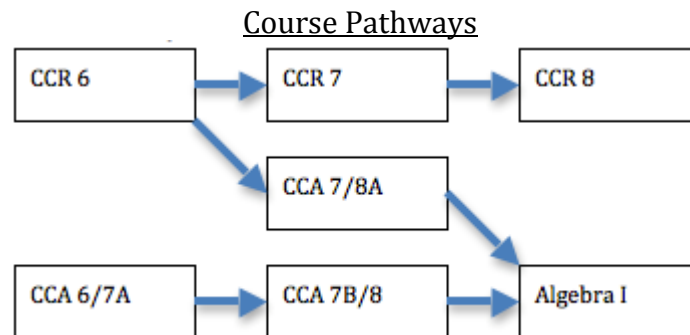 Course Pathways
CCR 6
CCR 7
CCR 8
CCA 7/8A
CCA 6/7A
CCA 7B/8
Algebra I